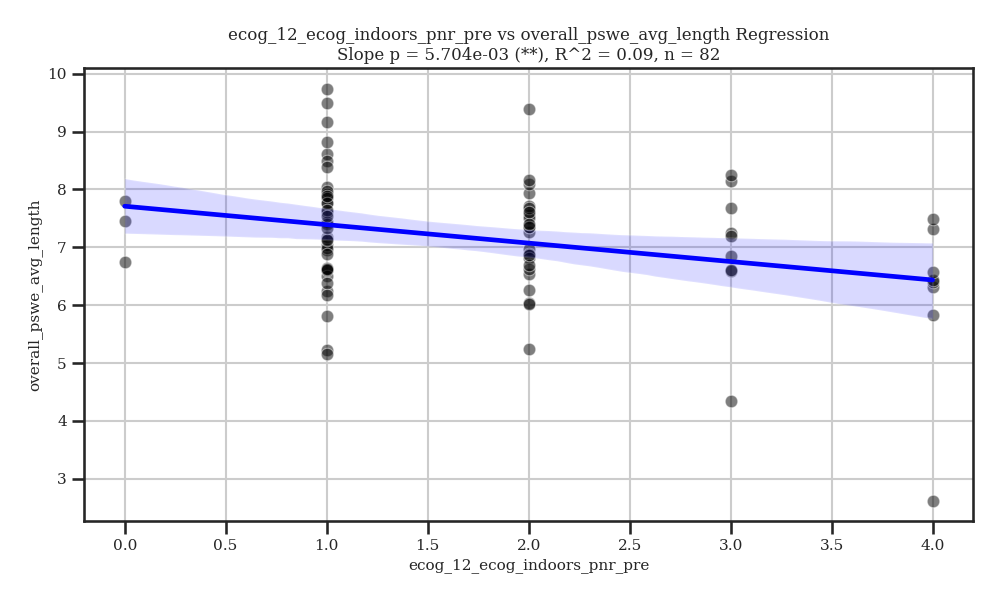 ecog_12_ecog_indoors_pnr_pre vs overall_pswe_avg_length Regression
Slope p = 5.704e-03 (**), R^2 = 0.09, n = 82
overall_pswe_avg_length
10
9
8
7
6
5
4
3
0.0 0.5 1.0 1.5 2.0 2.5 3.0 3.5 4.0
ecog_12_ecog_indoors_pnr_pre